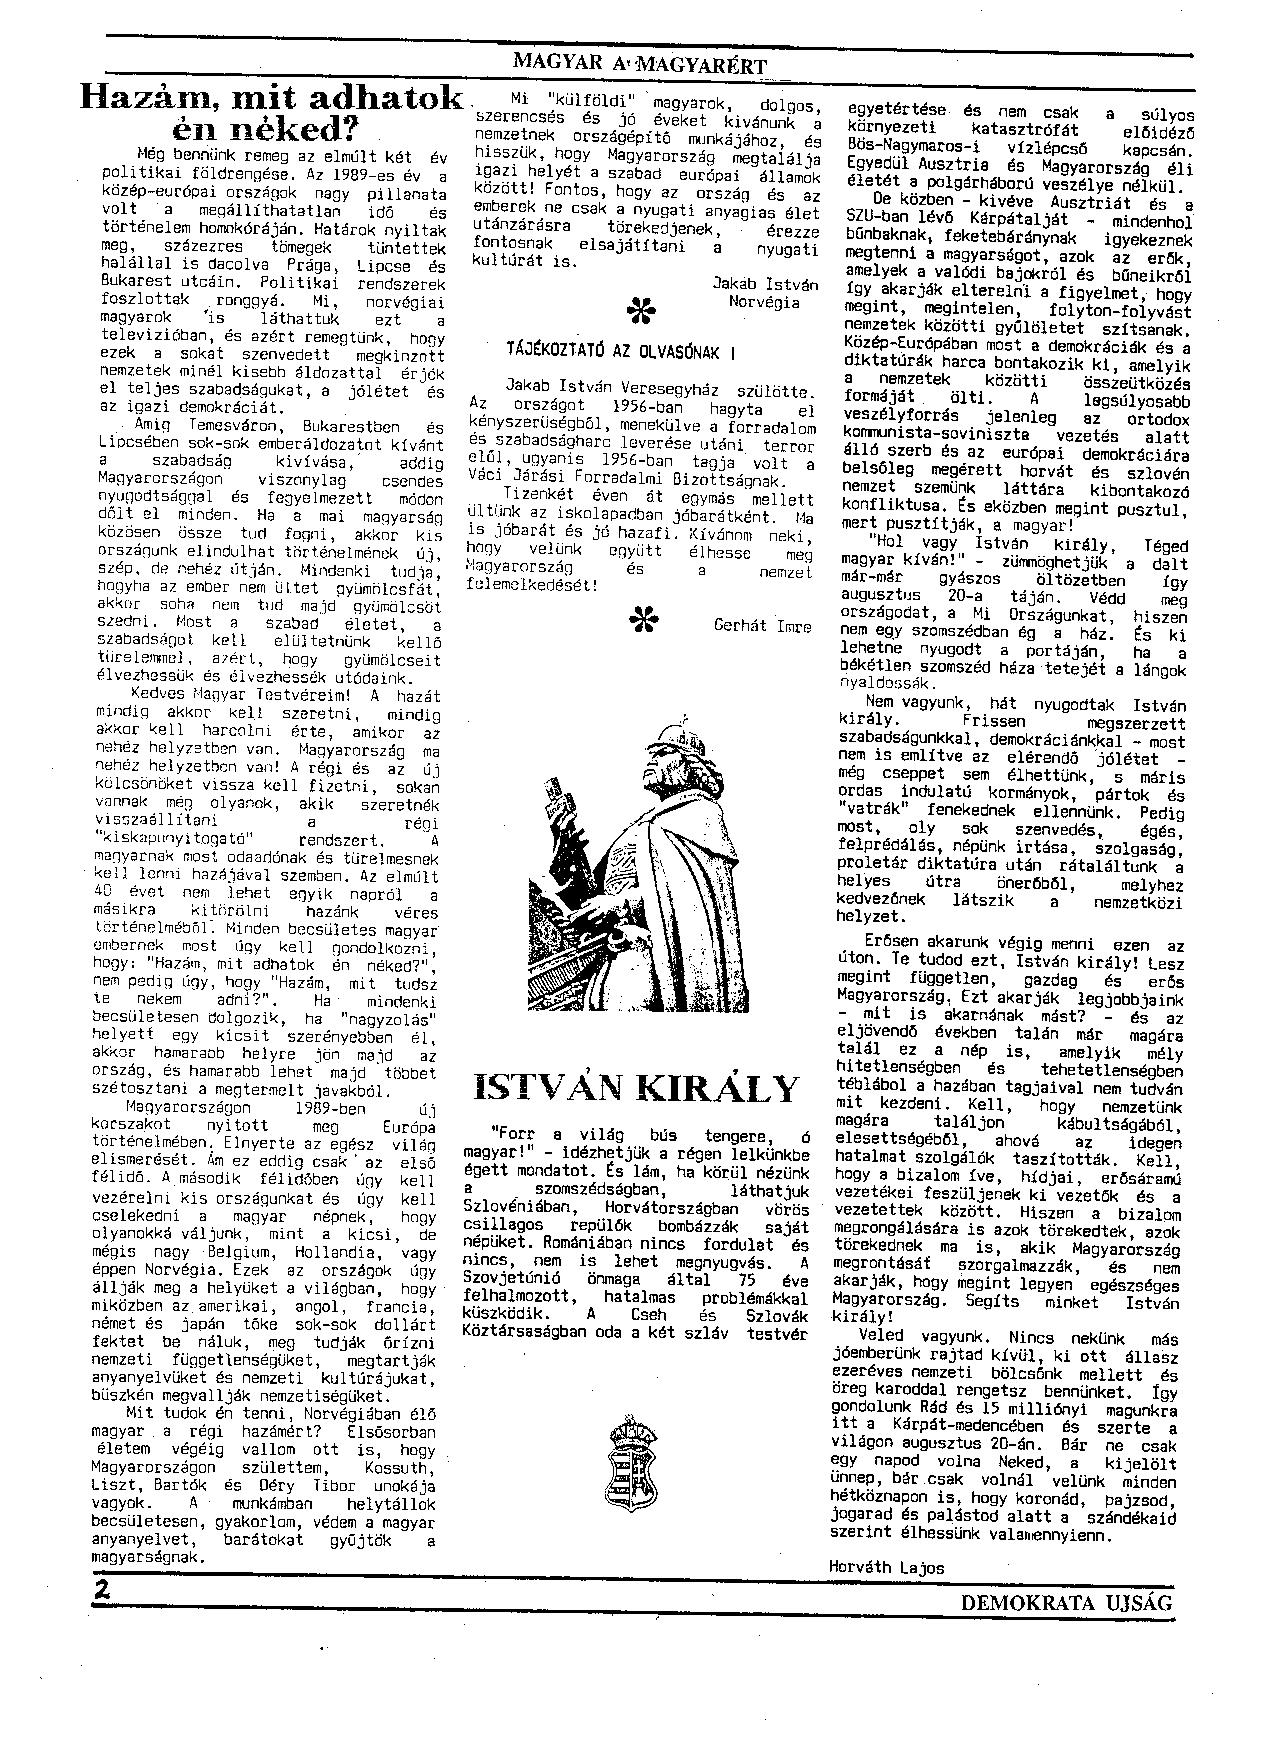 MAGYAR A MAGYARÉRT
Hazám, mit adhatok
én néked?
Még bennünk remeg az elmúlt két év
politikai földrengése. Az 1989-es év a
közép-európai országok nagy pillanata
volt a megállíthatatlan idő és
történelem homokóráján. Határok nyíltak
meg, százezres tömegek tüntettek
halállal is dacolva Prága, Lipcse és
Bukarest utcáin. Politikai rendszerek
foszlottak ronggyá. Mi, norvégiai
magyarok is láthattuk ezt a
televizióban, és azért remegtünk, hogy
ezek a sokat szenvedett megkinzott
nemzetek minél kisebb áldozattal érjék
el teljes szabadságukat, a jólétet és
az igazi demokráciát.
Amig Temesváron, Bukarestben és
Lipcsében sok-sok emberáldozatot kívánt
a szabadság kivívása, addig
Magyarországon viszonylag csendes
nyugodtsággal és fegyelmezett módon
dőlt el minden. Ha a mai magyarság
közösen össze tud fogni, akkor kis
országunk elindulhat történelmének új,
szép, de nehéz útján. Mindenki tudja,
hogyha az ember nem ültet gyümölcsfát,
akkor soha nem tud majd gyümölcsöt
szedni. Most a szabad életet, a
szabadságot kell elültetnünk kellő
türelemmel, azért, hogy gyümölcseit
élvezhessük és élvezhessék utódaink.
Kedves Magyar Testvéreim! A hazát
mindig akkor kell szeretni, mindig
akkor kell harcolni érte, amikor az
nehéz helyzetben van. Magyarország ma
nehéz helyzetben van! A régi és az új
kölcsönöket vissza kell fizetni, sokan
vannak még olyanok, akik szeretnék
visszaállítani a régi
"kiskapunyitogató" rendszert. A
magyarnak most odaadónak és türelmesnek
kell lenni hazájával szemben. Az elmúlt
40 évet nem lehet egyik napról a
másikra kitörölni hazánk véres
történelméből. Minden becsületes magyar
embernek most úgy kell gondolkozni,
hogy: "Hazám, mit adhatok én néked?",
nem pedig úgy, hogy "Hazám, mit tudsz
te nekem adni?". Ha mindenki
becsületesen dolgozik, ha "nagyzolás"
helyett egy kicsit szerényebben él,
akkor hamarabb helyre jön majd az
ország, és hamarabb lehet majd többet
szétosztani a megtermelt javakból.
Magyarországon 1989-ben új
korszakot nyitott meg Európa
történelmében. Elnyerte az egész világ
elismerését. Ám ez eddig csak az első
félidő. A második félidőben úgy kell
vezérelni kis országunkat és úgy kell
cselekedni a magyar népnek, hogy
olyanokká váljunk, mint a kicsi, de
mégis nagy Belgium, Hollandia, vagy
éppen Norvégia. Ezek az országok úgy
állják meg a helyüket a világban, hogy
miközben az amerikai, angol, francia,
német és japán tőke sok-sok dollárt
fektet be náluk, meg tudják őrízni
nemzeti függetlenségüket, megtartják
anyanyelvüket és nemzeti kultúrájukat,
büszkén megvallják nemzetiségüket.
Mit tudok én tenni, Norvégiában élő
magyar a régi hazámért? Elsősorban
életem végéig vallom ott is, hogy
Magyarországon születtem, Kossuth,
Liszt, Bartók és Déry Tibor unokája
vagyok. A munkámban helytállok
becsületesen, gyakorlom, védem a magyar
anyanyelvet, barátokat gyűjtök a
magyarságnak.
Mi "külföldi" magyarok, dolgos,
szerencsés és jó éveket kivánunk a
nemzetnek országépítő munkájához, és
hisszük, hogy Magyarország megtalálja
igazi helyét a szabad európai államok
között! Fontos, hogy az ország és az
emberek ne csak a nyugati anyagias élet
utánzására törekedjenek, érezze
fontosnak elsajátítani a nyugati
kultúrát is.
Jakab István
Norvégia
TÁJÉKOZTATÓ AZ OLVASÓNAK !
Jakab István Veresegyház szülötte.
Az országot 1956-ban hagyta el
kényszerűségből, menekülve a forradalom
és szabadságharc leverése utáni terror
elől, ugyanis 1956-ban tagja volt a
Váci Járási Forradalmi Bizottságnak.
Tizenkét éven át egymás mellett
ültünk az iskolapadban jóbarátként. Ma
is jóbarát és jó hazafi. Kívánom neki,
hogy velünk együtt élhesse meg
Magyarország és a nemzet
felemelkedését!
Gerhát Imre
ISTVÁN KIRÁLY
"Forr a világ bús tengere, ó
magyar!" - idézhetjük a régen lelkünkbe
égett mondatot. És lám, ha körül nézünk
a szomszédságban, láthatjuk
Szlovéniában, Horvátországban vörös
csillagos repülők bombázzák saját
népüket. Romániában nincs fordulat és
nincs, nem is lehet megnyugvás. A
Szovjetúnió önmaga által 75 éve
felhalmozott, hatalmas problémákkal
küszködik. A Cseh és Szlovák
Köztársaságban oda a két szláv testvér
egyetértése és nem csak a súlyos
környezeti katasztrófát előidéző
Bös-Nagymaros-i vízlépcső kapcsán.
Egyedül Ausztria és Magyarország éli
életét a polgárháború veszélye nélkül.
De közben - kivéve Ausztriát és a
SZU-ban lévő Kárpátalját - mindenhol
bűnbaknak, feketebáránynak igyekeznek
megtenni a magyarságot, azok az erők,
amelyek a valódi bajokról és bűneikről
így akarják elterelni a figyelmet, hogy
megint, megintelen, folyton-folyvást
nemzetek közötti gyűlöletet szítsanak.
Közép-Európában most a demokráciák és a
diktatúrák harca bontakozik ki, amelyik
a nemzetek közötti összeütközés
formáját ölti. A legsúlyosabb
veszélyforrás jelenleg az ortodox
kommunista-soviniszta vezetés alatt
álló szerb és az európai demokráciára
belsőleg megérett horvát és szlovén
nemzet szemünk láttára kibontakozó
konfliktusa. És eközben megint pusztul,
mert pusztítják, a magyar!
"Hol vagy István király, Téged
magyar kíván!" - zümmöghetjük a dalt
már-már gyászos öltözetben így
augusztus 20-a táján. Védd meg
országodat, a Mi Országunkat, hiszen
nem egy szomszédban ég a ház. És ki
lehetne nyugodt a portáján, ha a
békétlen szomszéd háza tetejét a lángok
nyaldossák.
Nem vagyunk, hát nyugodtak István
király. Frissen megszerzett
szabadságunkkal, demokráciánkkal - most
nem is említve az elérendő jólétet -
még cseppet sem élhettünk, s máris
ordas indulatú kormányok, pártok és
"vatrák" fenekednek ellennünk. Pedig
most, oly sok szenvedés, égés,
felprédálás, népünk irtása, szolgaság,
proletár diktatúra után rátaláltunk a
helyes útra önerőből, melyhez
kedvezőnek látszik a nemzetközi
helyzet.
Erősen akarunk végig menni ezen az
úton. Te tudod ezt, István király! Lesz
megint független, gazdag és erős
Magyarország. Ezt akarják legjobbjaink
- mit is akarnának mást? - és az
eljövendő években talán már magára
talál ez a nép is, amelyik mély
hitetlenségben és tehetetlenségben
téblábol a hazában tagjaival nem tudván
mit kezdeni. Kell, hogy nemzetünk
magára találjon kábultságából,
elesettségéből, ahová az idegen
hatalmat szolgálók taszították. Kell,
hogy a bizalom íve, hídjai, erősáramú
vezetékei feszüljenek ki vezetők és a
vezetettek között. Hiszen a bizalom
megrongálására is azok törekedtek, azok
törekednek ma is, akik Magyarország
megrontását szorgalmazzák, és nem
akarják, hogy megint legyen egészséges
Magyarország. Segíts minket István
király!
Veled vagyunk. Nincs nekünk más
jóemberünk rajtad kívül, ki ott állasz
ezeréves nemzeti bölcsőnk mellett és
öreg karoddal rengetsz bennünket. Így
gondolunk Rád és 15 milliónyi magunkra
itt a Kárpát-medencében és szerte a
világon augusztus 20-án. Bár ne csak
egy napod volna Neked, a kijelölt
ünnep, bár csak volnál velünk minden
hétköznapon is, hogy koronád, pajzsod,
jogarad és palástod alatt a szándékaid
szerint élhessünk valamennyienn.
Horváth Lajos
2
DEMOKRATA UJSÁG